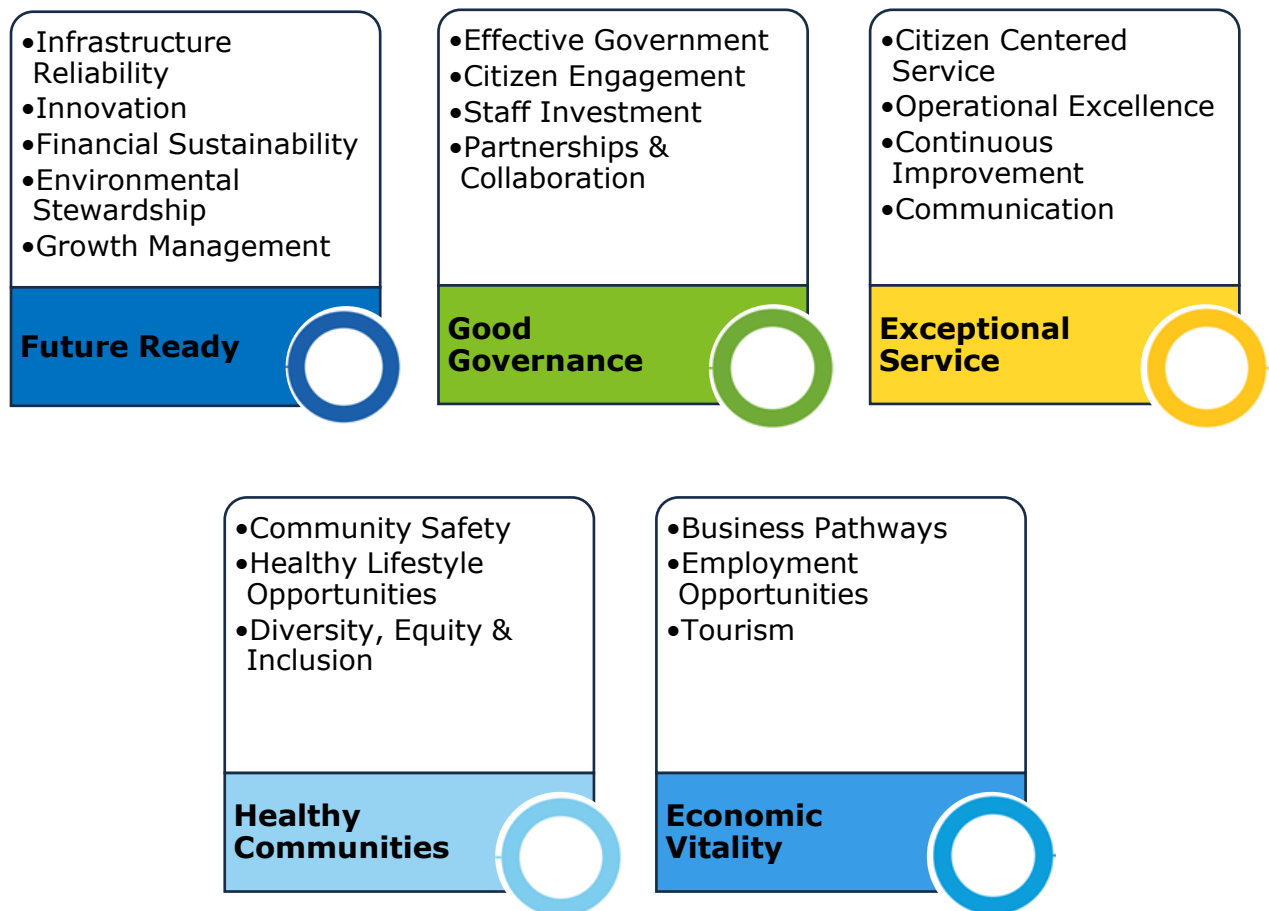 •Infrastructure
Reliability
•Innovation
•Financial Sustainability
•Environmental
Stewardship
•Growth Management
Future Ready
•Effective Government
•Citizen Engagement
•Staff Investment
•Partnerships &
Collaboration
Good
Governance
•Citizen Centered
Service
•Operational Excellence
•Continuous
Improvement
•Communication
Exceptional
Service
•Community Safety
•Healthy Lifestyle
Opportunities
•Diversity, Equity &
Inclusion
Healthy
Communities
•Business Pathways
•Employment
Opportunities
•Tourism
Economic
Vitality